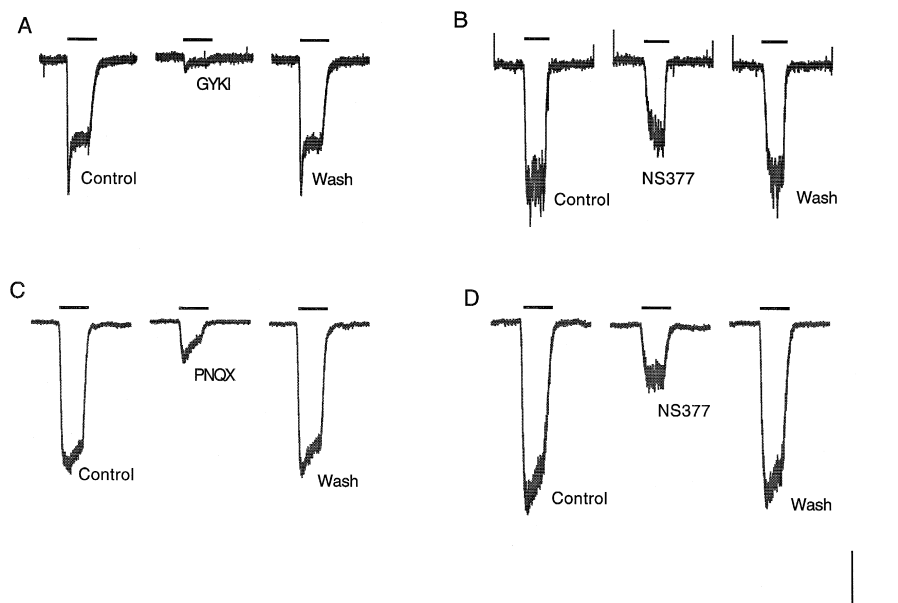 A
GYKI
Control
Wash
B
NS377
Control
Wash
C
PNQX
Control
Wash
D
NS377
Control
Wash